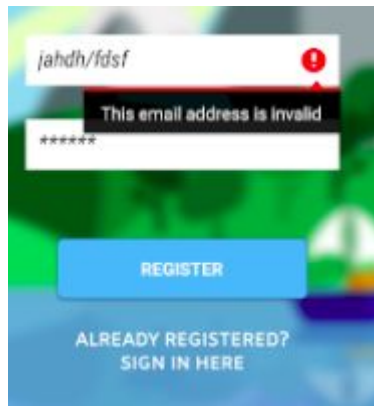 jahdh/fdsf
This email address is invalid
******
REGISTER
ALREADY REGISTERED?
SIGN IN HERE